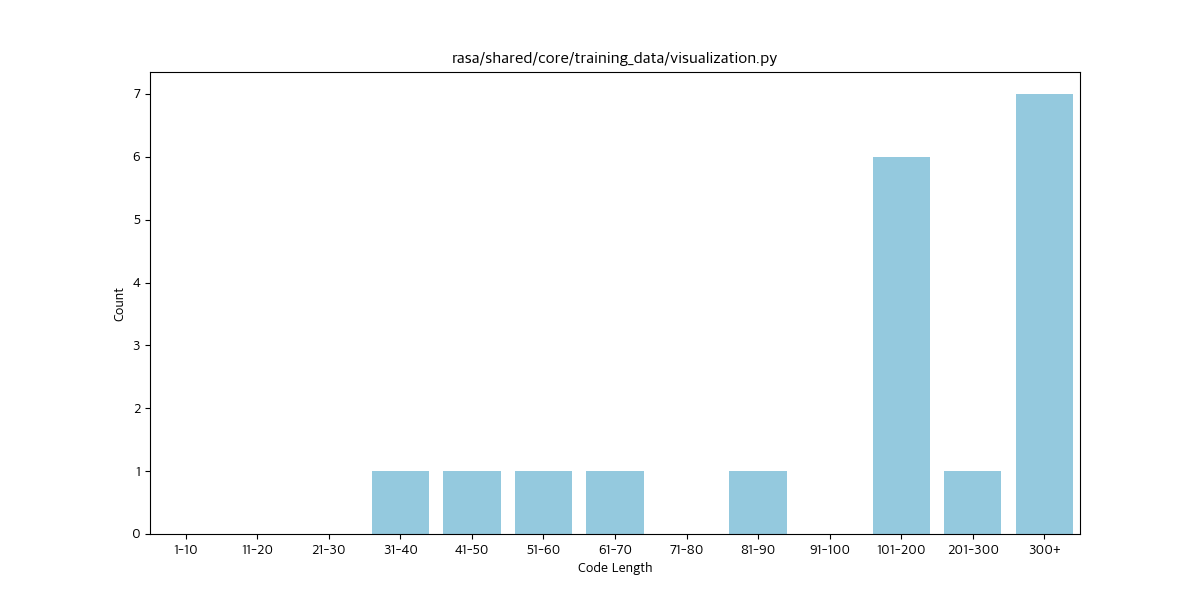 rasa/shared/core/training_data/visualization.py
7
6
5
4
3
2
1
0
Count
1-10 11-20 21-30 31-40 41-50 51-60 61-70 71-80 81-90 91-100 101-200 201-300 300+
Code Length